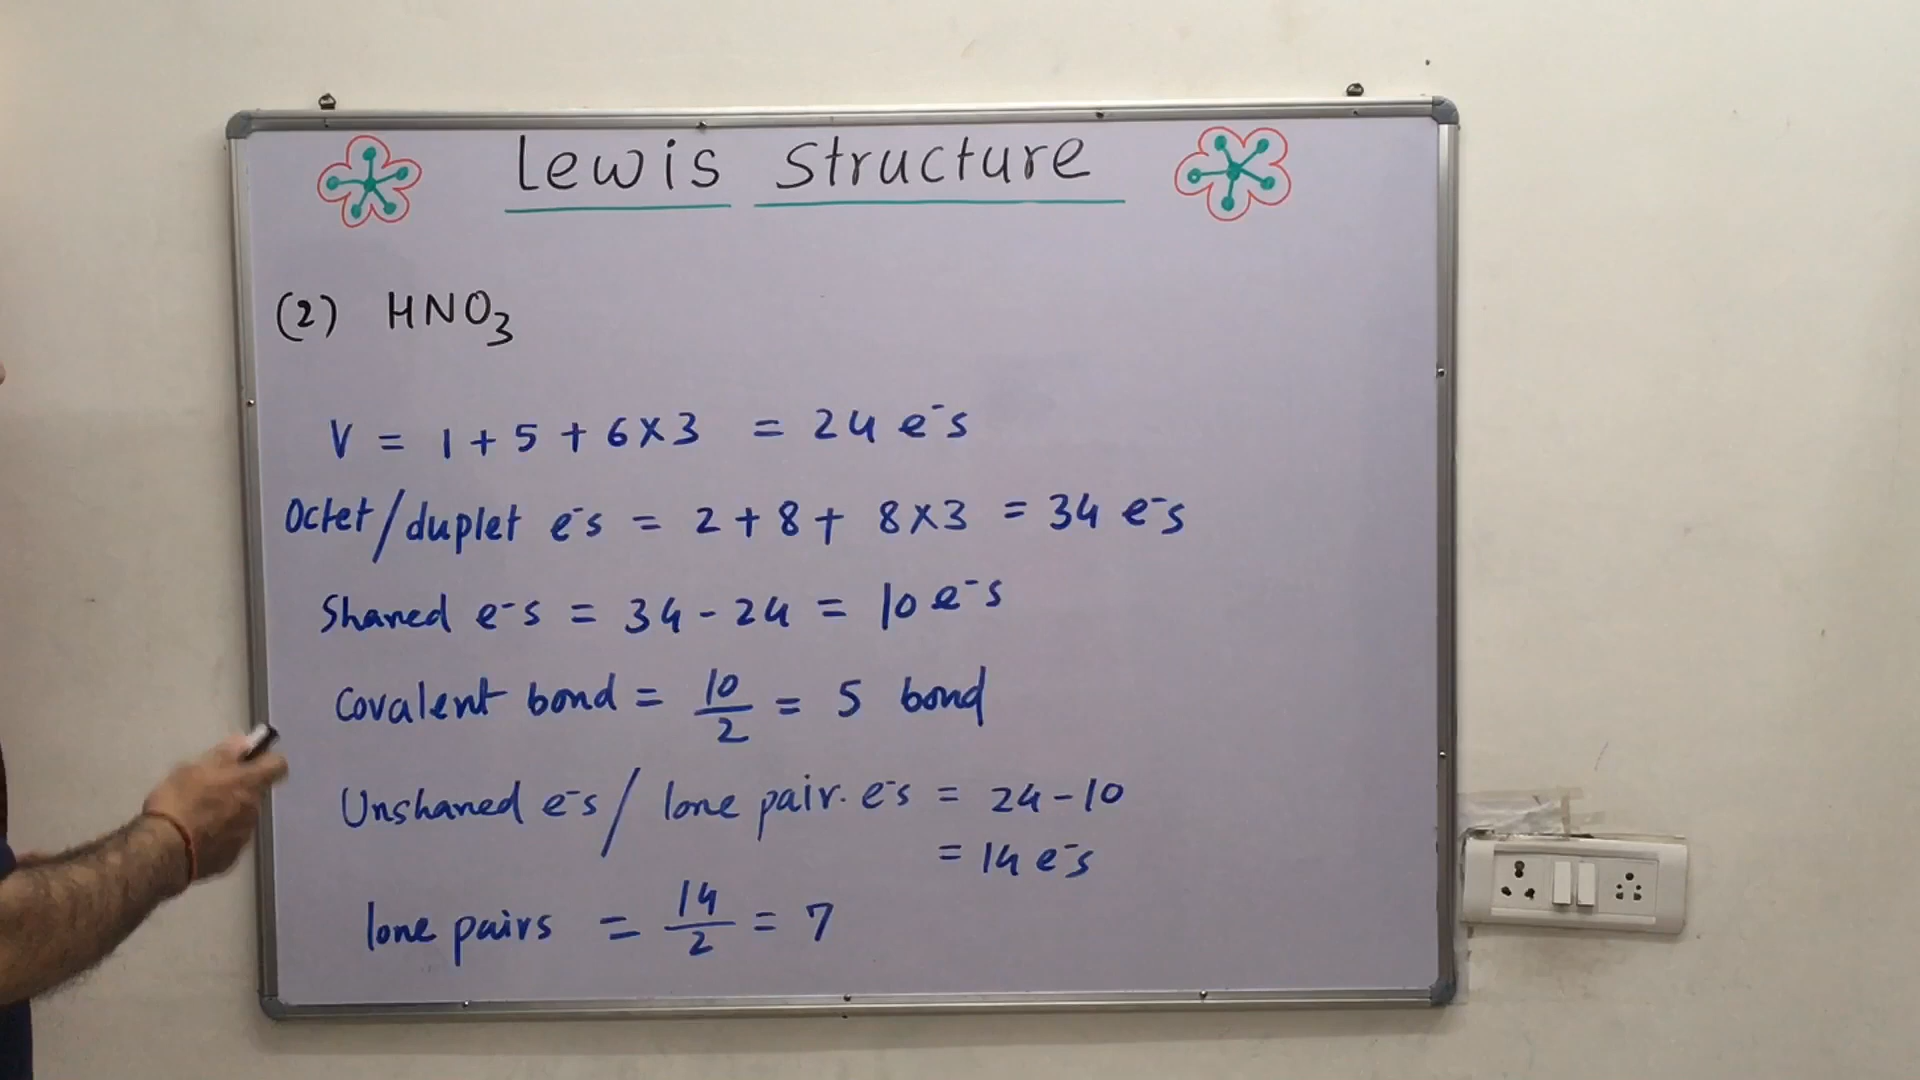 Lewis Structure
(2) HNO₃
V = 1 + 5 + 6 × 3 = 24 e⁻s
Octet/duplet e⁻s = 2 + 8 + 8 × 3 = 34 e⁻s
Shared e⁻s = 34 - 24 = 10 e⁻s
Covalent bond = 10/2 = 5 bond
Unshared e⁻s / lone pair. e⁻s = 24 - 10
= 14 e⁻s
lone pairs = 14/2 = 7